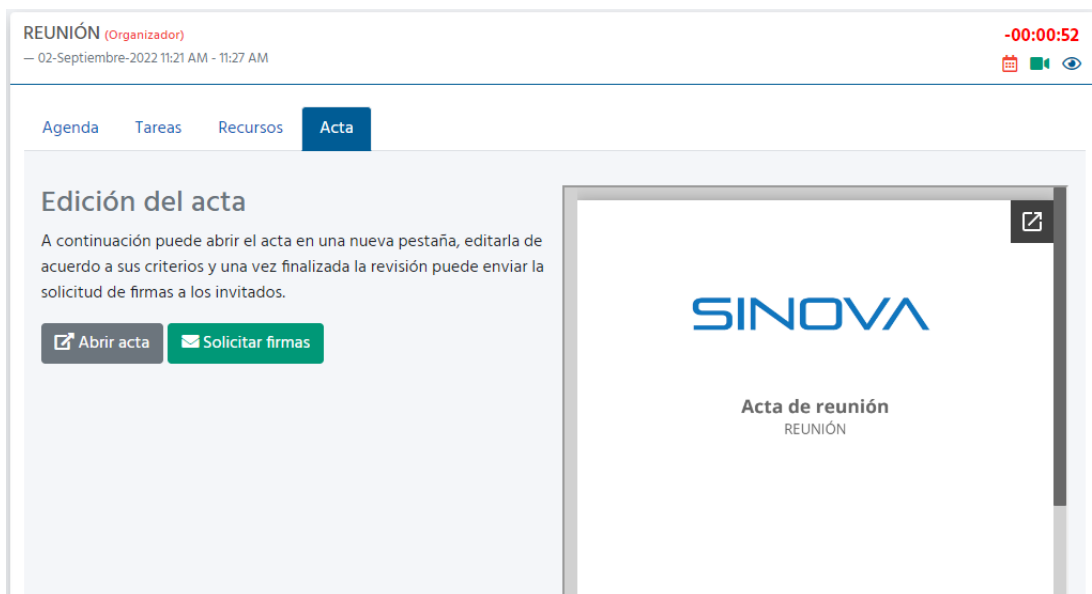 REUNIÓN (Organizador)
-00:00:52
— 02-Septiembre-2022 11:21 AM - 11:27 AM
Agenda Tareas Recursos Acta
Edición del acta
A continuación puede abrir el acta en una nueva pestaña, editarla de
acuerdo a sus criterios y una vez finalizada la revisión puede enviar la
solicitud de firmas a los invitados.
Abrir acta Solicitar firmas
SINOVA
Acta de reunión
REUNIÓN